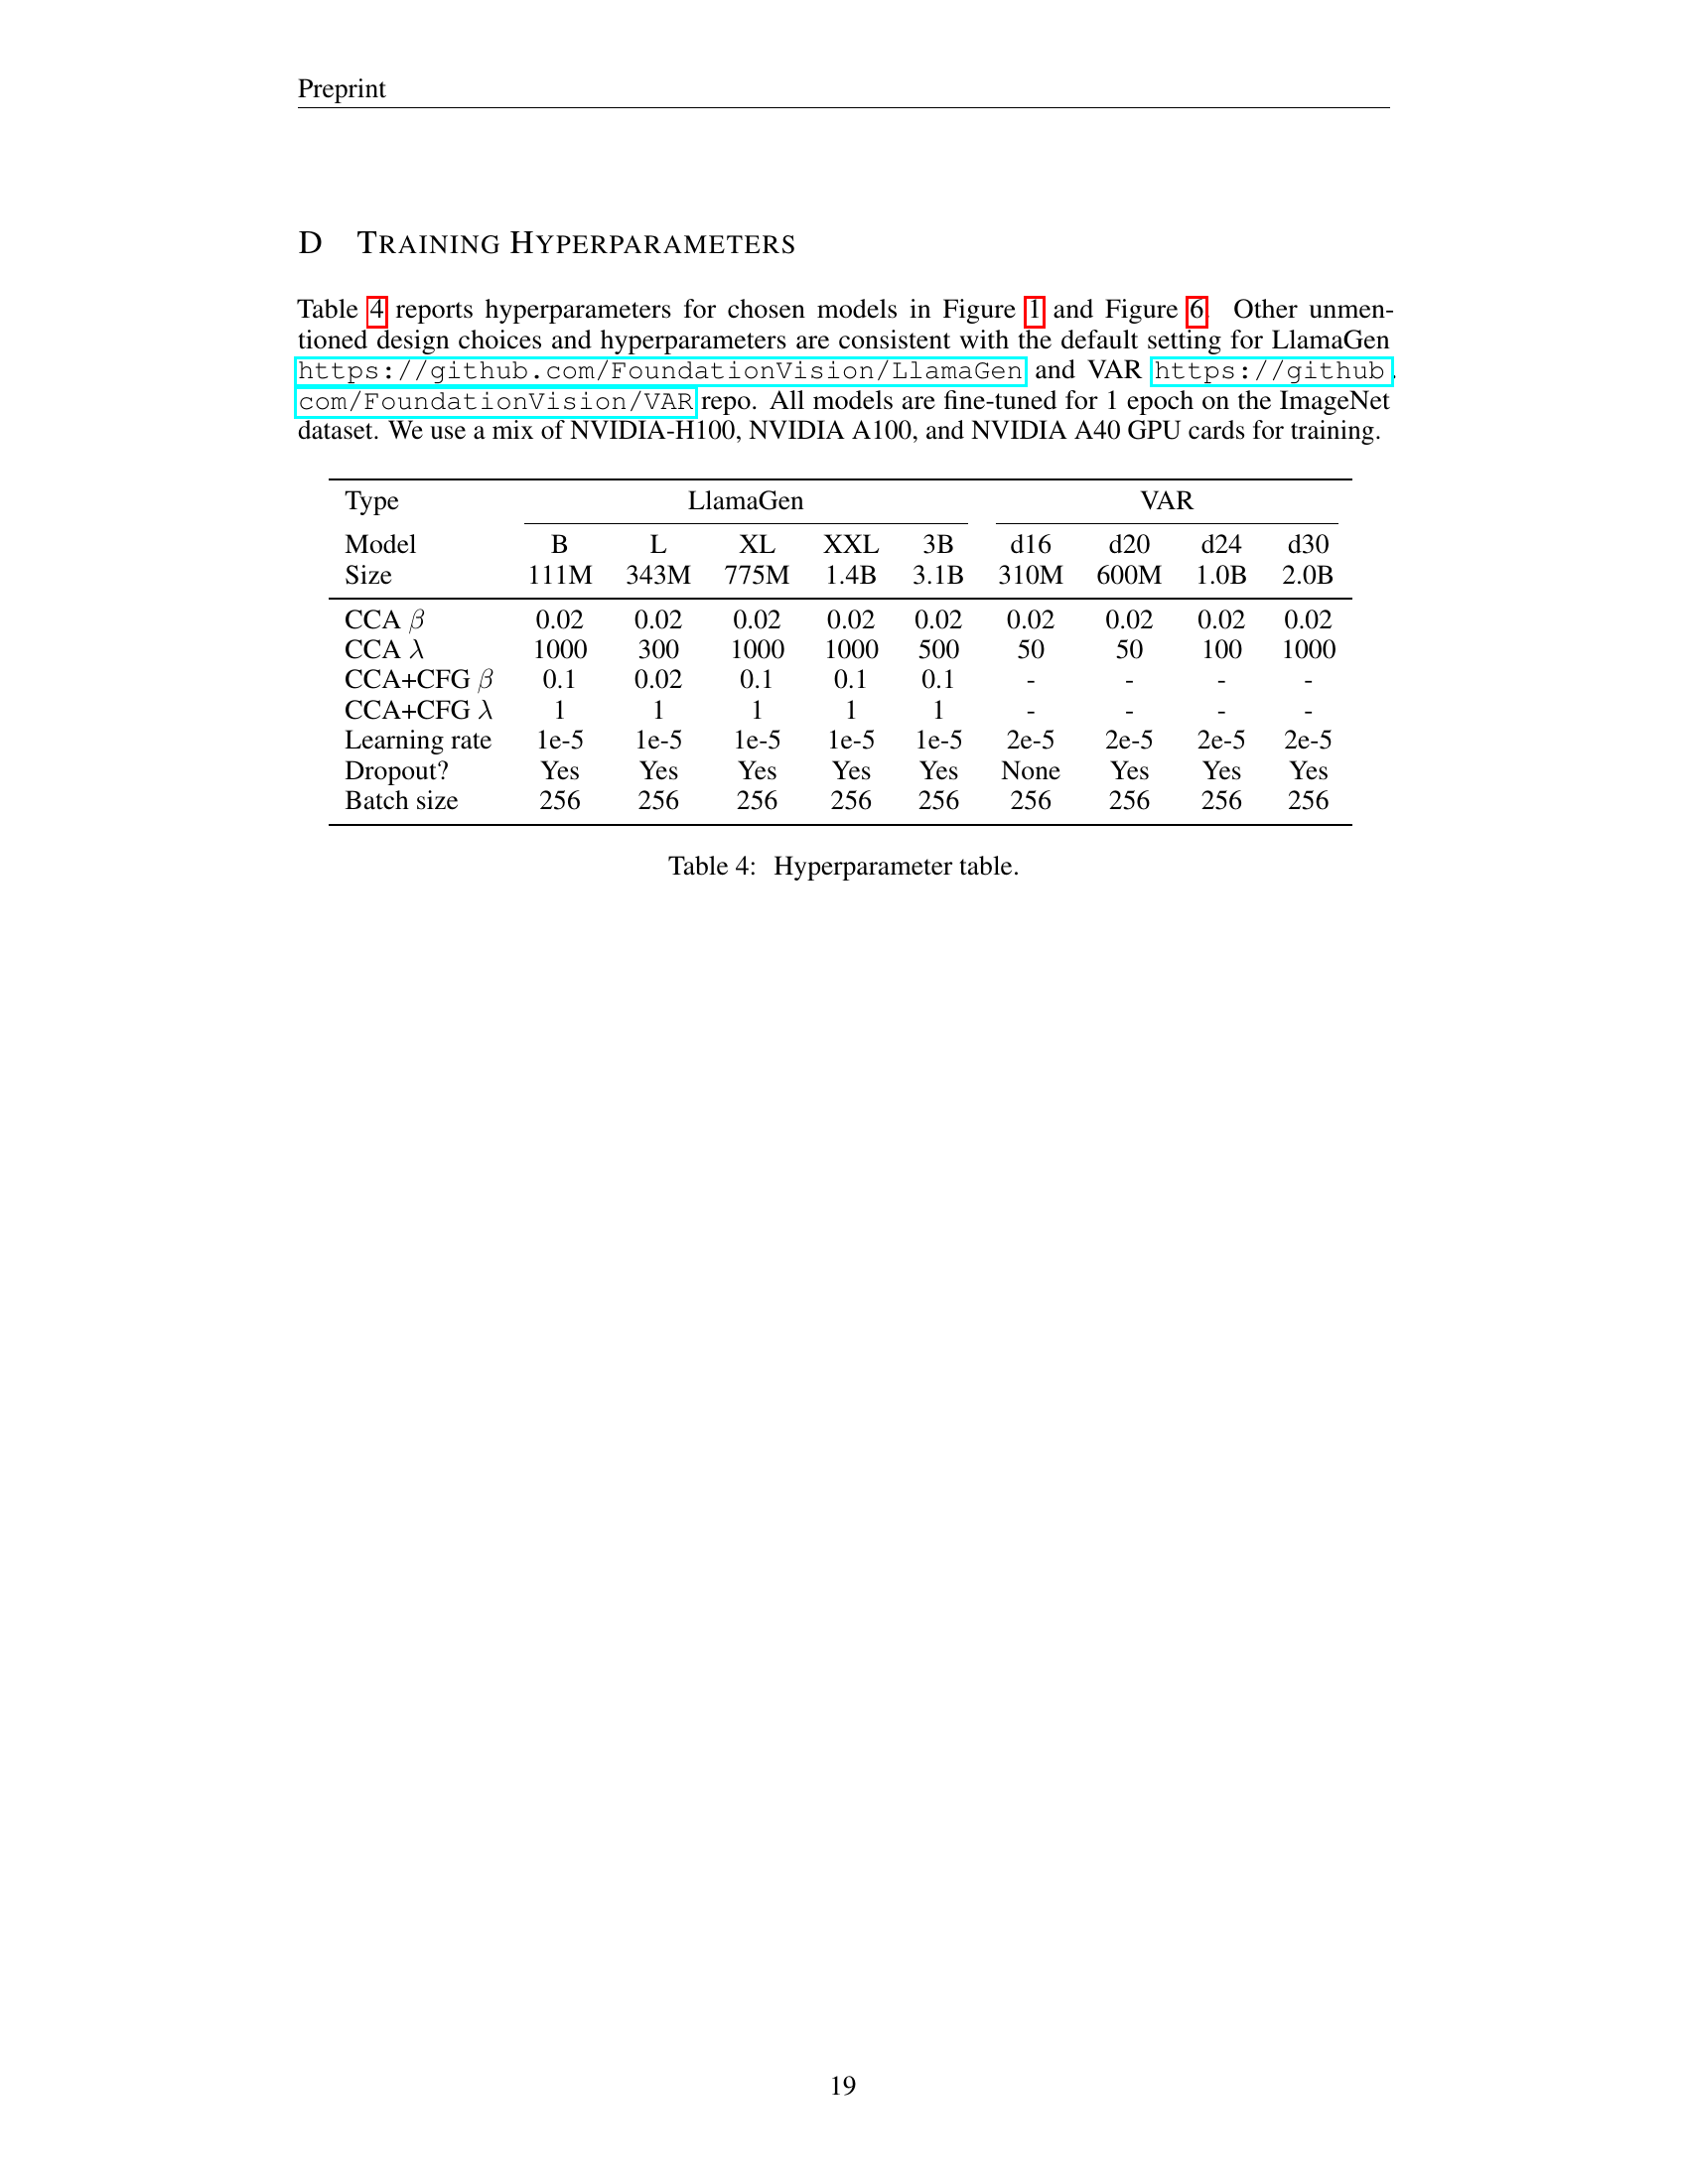 Preprint
D TRAINING HYPERPARAMETERS
Table 4 reports hyperparameters for chosen models in Figure 1 and Figure 6. Other unmen-
tioned design choices and hyperparameters are consistent with the default setting for LlamaGen
https://github.com/FoundationVision/LlamaGen and VAR https://github.
com/FoundationVision/VAR repo. All models are fine-tuned for 1 epoch on the ImageNet
dataset. We use a mix of NVIDIA-H100, NVIDIA A100, and NVIDIA A40 GPU cards for training.
Type LlamaGen VAR
Model B L XL XXL 3B d16 d20 d24 d30
Size 111M 343M 775M 1.4B 3.1B 310M 600M 1.0B 2.0B
CCA β 0.02 0.02 0.02 0.02 0.02 0.02 0.02 0.02 0.02
CCA λ 1000 300 1000 1000 500 50 50 100 1000
CCA+CFG β 0.1 0.02 0.1 0.1 0.1 - - - -
CCA+CFG λ 1 1 1 1 1 - - - -
Learning rate 1e-5 1e-5 1e-5 1e-5 1e-5 2e-5 2e-5 2e-5 2e-5
Dropout? Yes Yes Yes Yes Yes None Yes Yes Yes
Batch size 256 256 256 256 256 256 256 256 256
Table 4: Hyperparameter table.
19